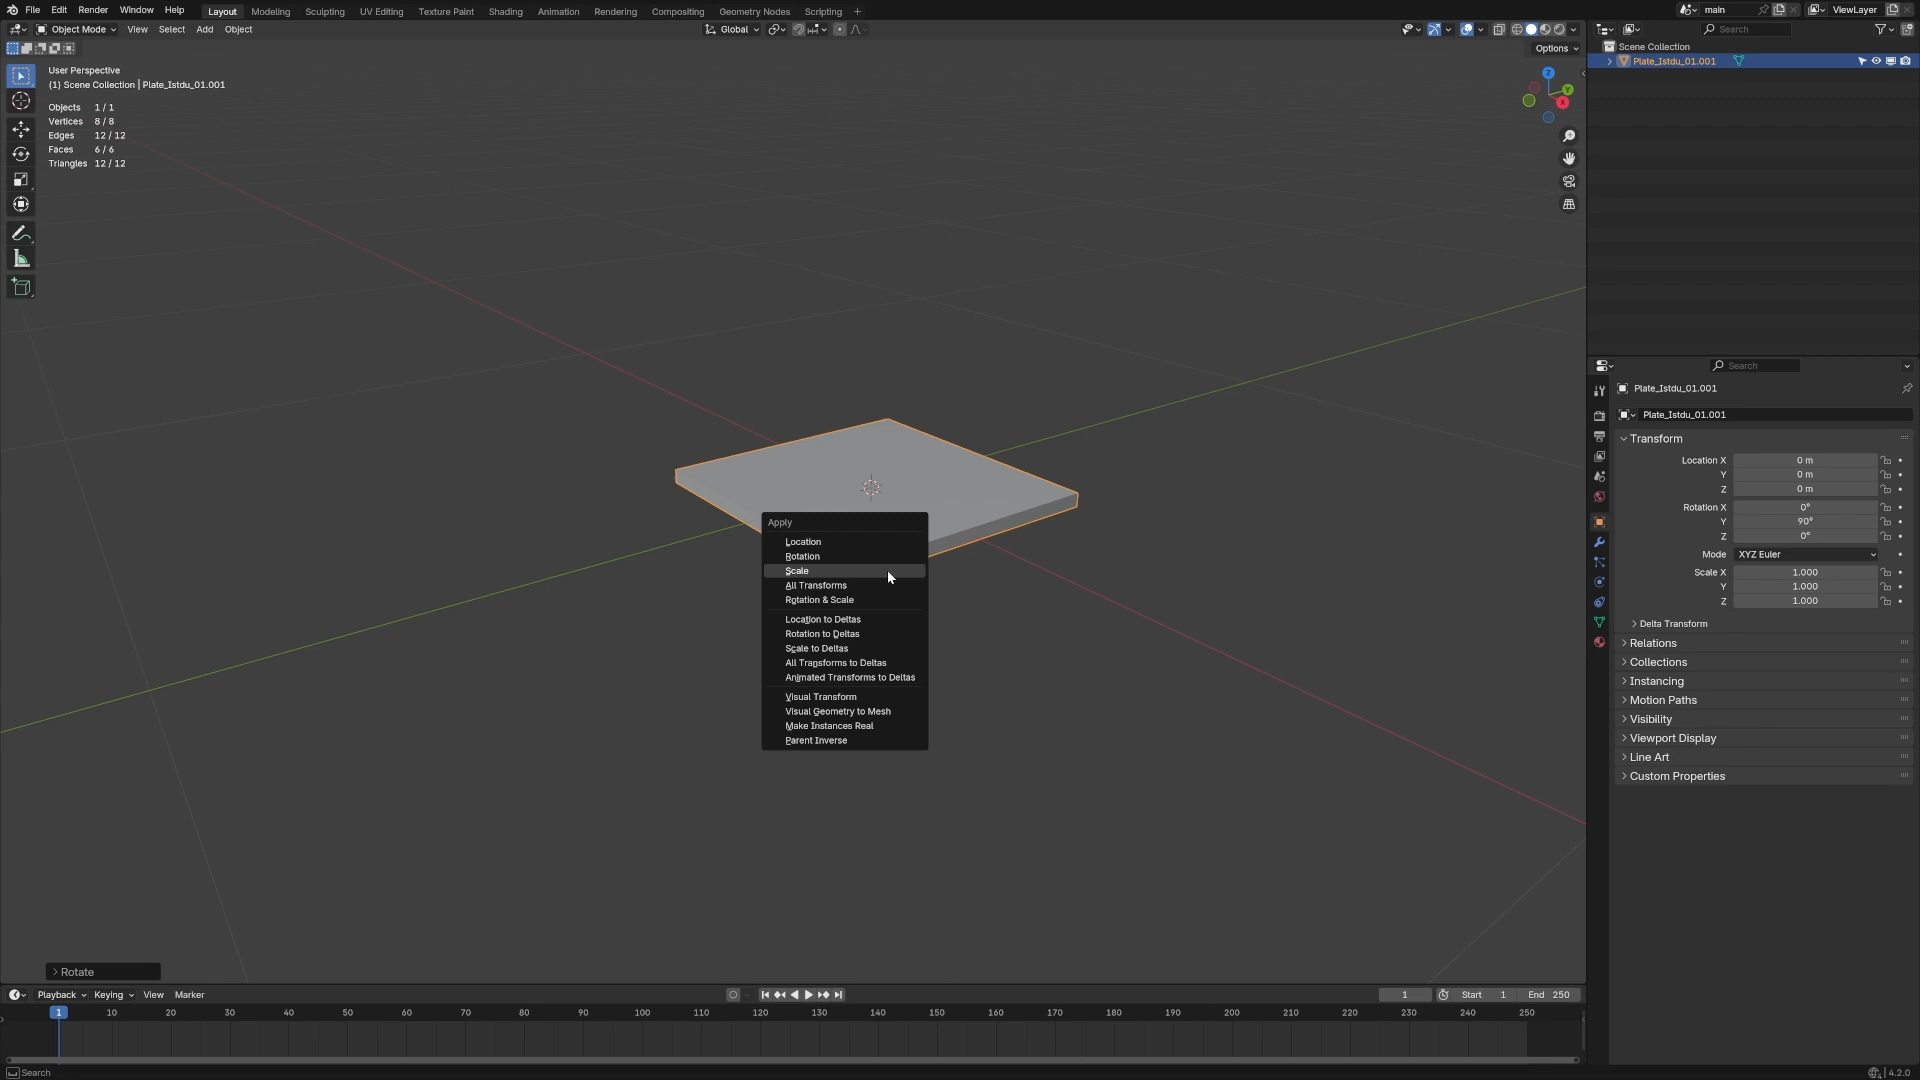 File Edit Render Window Help Layout Modeling Sculpting UV Editing Texture Paint Shading Animation Rendering Compositing Geometry Nodes Scripting + main ViewLayer
Object Mode View Select Add Object Global Search
Options
User Perspective
(1) Scene Collection | Plate_Istdu_01.001
Objects 1 / 1
Vertices 8 / 8
Edges 12 / 12
Faces 6 / 6
Triangles 12 / 12
Z
Y
X
Scene Collection
Plate_Istdu_01.001
Search
Plate_Istdu_01.001
Plate_Istdu_01.001
Transform
Location X 0 m
Y 0 m
Z 0 m
Rotation X 0°
Y 90°
Z 0°
Mode XYZ Euler
Scale X 1.000
Y 1.000
Z 1.000
Delta Transform
Relations
Collections
Instancing
Motion Paths
Visibility
Viewport Display
Line Art
Custom Properties
Apply
Location
Rotation
Scale
All Transforms
Rotation & Scale
Location to Deltas
Rotation to Deltas
Scale to Deltas
All Transforms to Deltas
Animated Transforms to Deltas
Visual Transform
Visual Geometry to Mesh
Make Instances Real
Parent Inverse
Rotate
Playback Keying View Marker 1 Start 1 End 250
1 10 20 30 40 50 60 70 80 90 100 110 120 130 140 150 160 170 180 190 200 210 220 230 240 250
Search 4.2.0